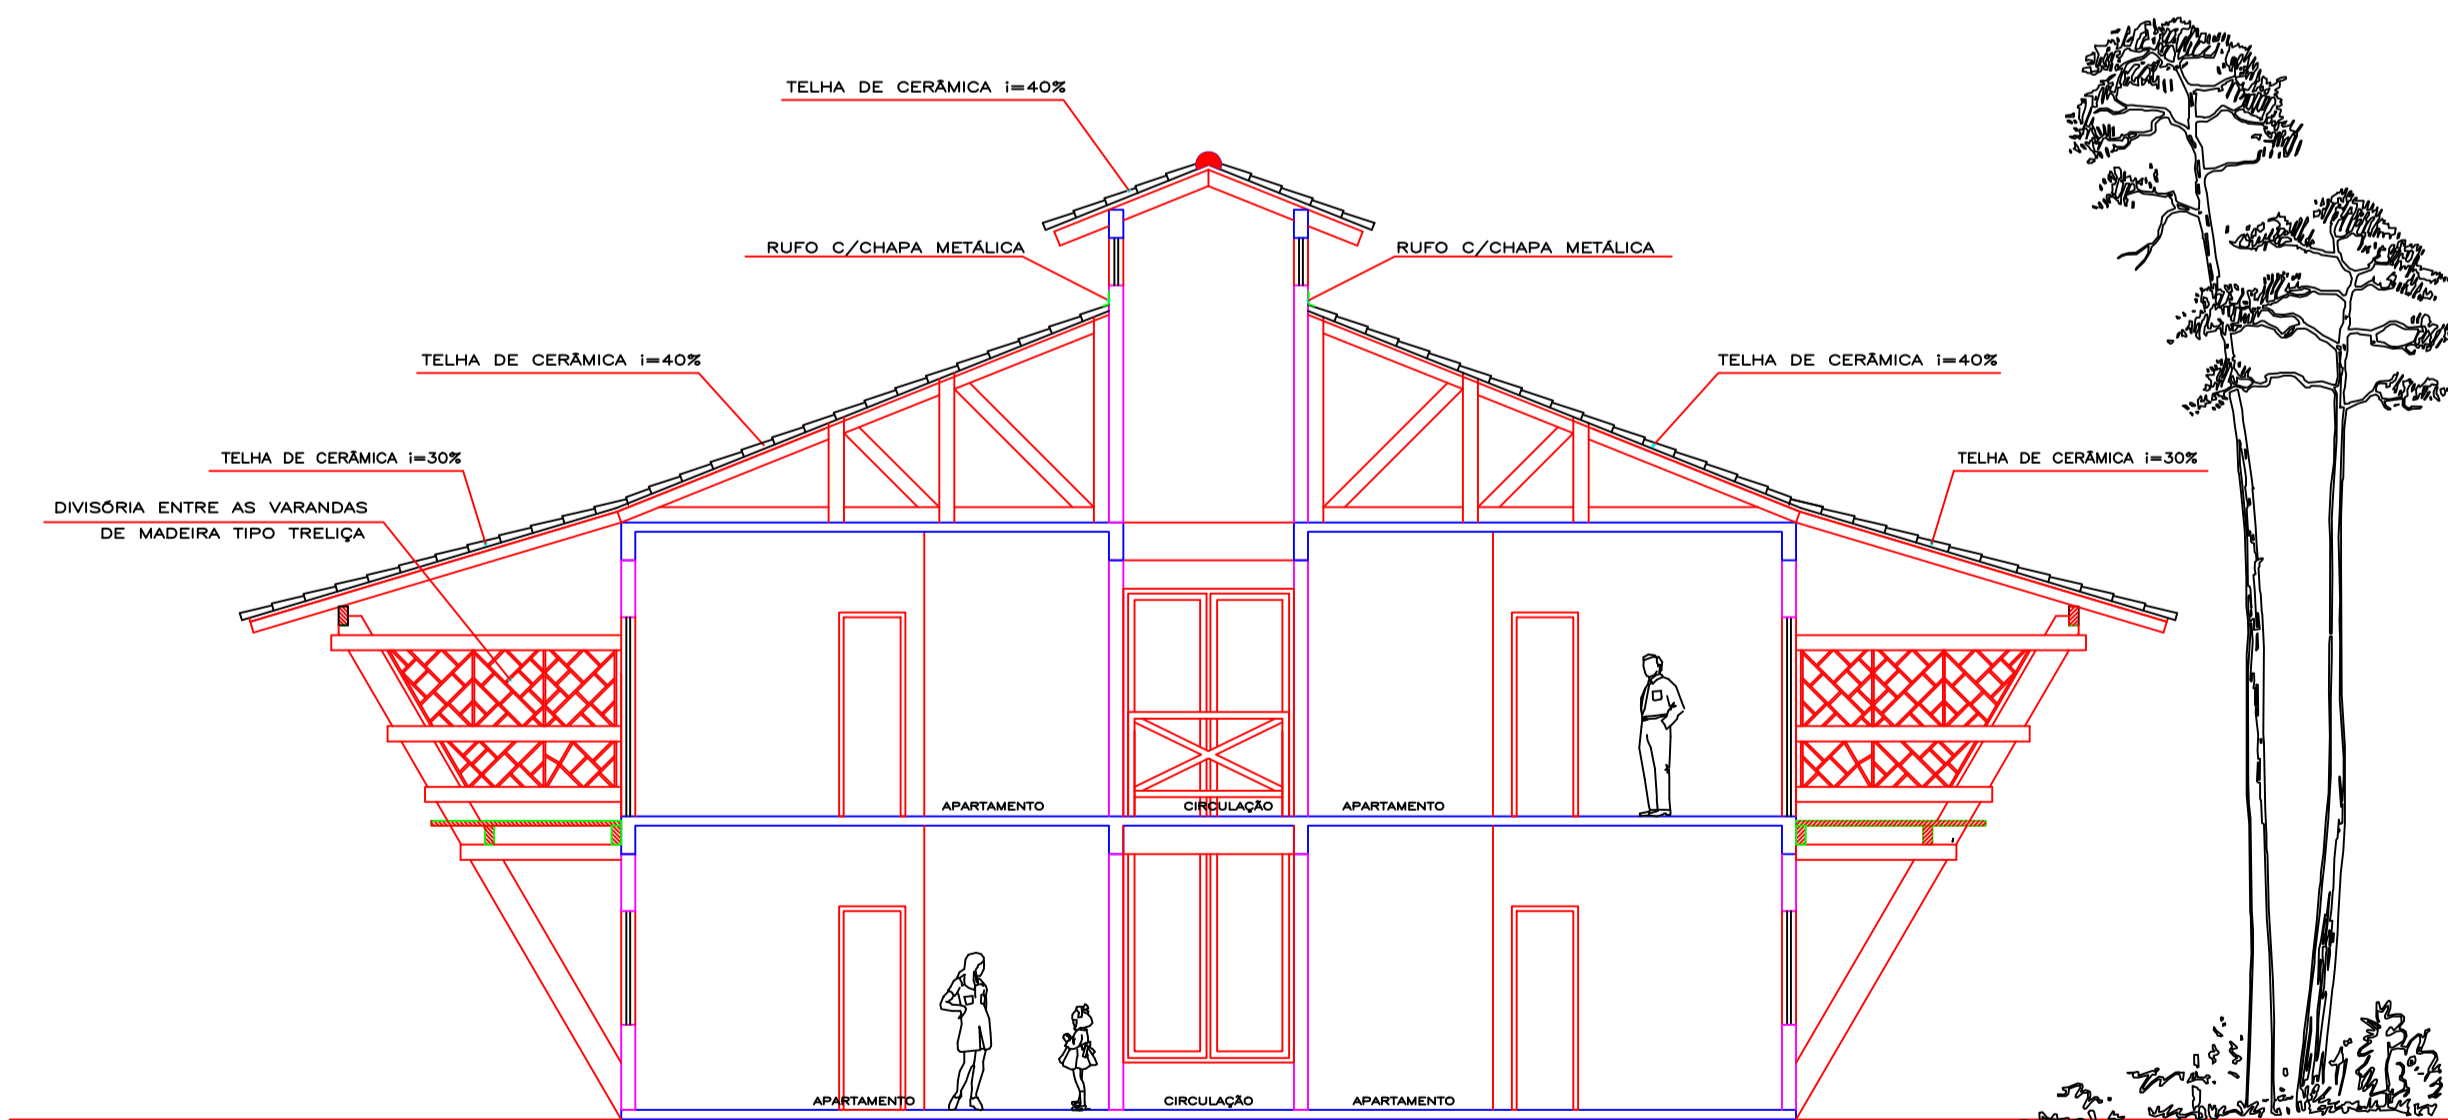 TELHA DE CERÂMICA i=40%
RUFO C/CHAPA METÁLICA
RUFO C/CHAPA METÁLICA
TELHA DE CERÂMICA i=40%
TELHA DE CERÂMICA i=40%
TELHA DE CERÂMICA i=30%
TELHA DE CERÂMICA i=30%
DIVISÓRIA ENTRE AS VARANDAS
DE MADEIRA TIPO TRELIÇA
APARTAMENTO
CIRCULAÇÃO
APARTAMENTO
APARTAMENTO
CIRCULAÇÃO
APARTAMENTO